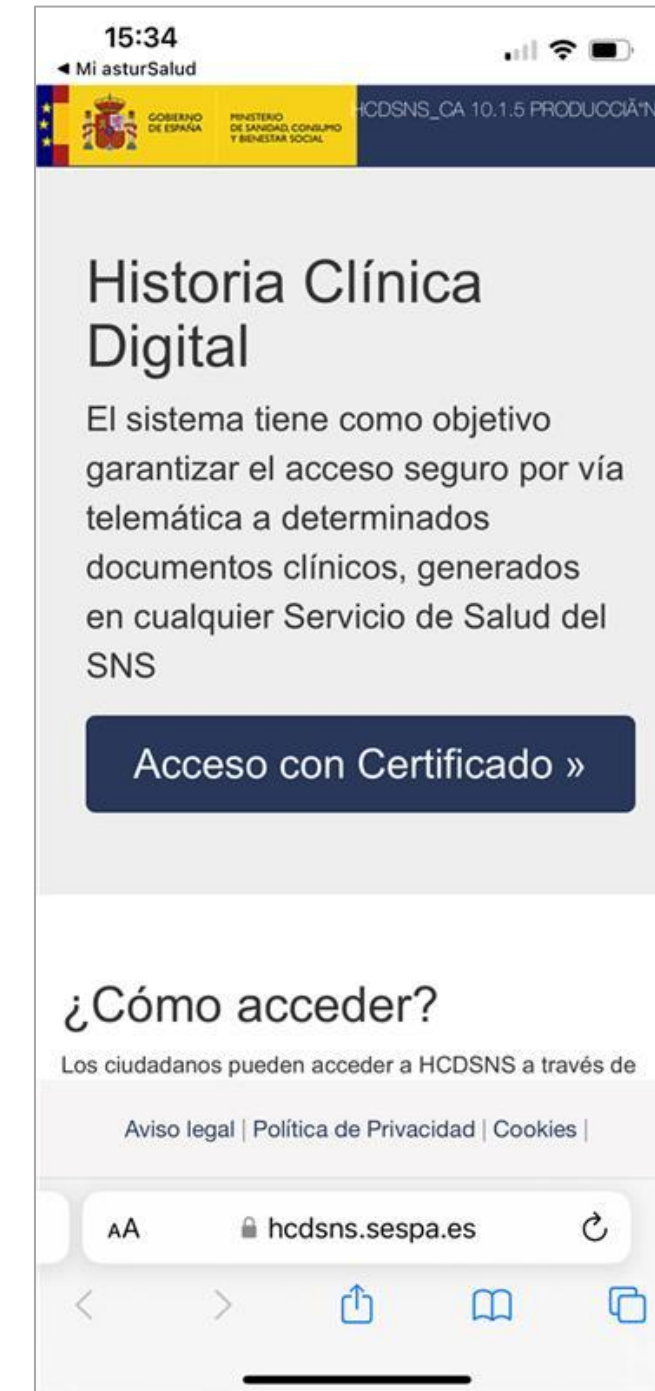 15:34
◀ Mi asturSalud
GOBIERNO
DE ESPAÑA
MINISTERIO
DE SANIDAD, CONSUMO
Y BIENESTAR SOCIAL
HCDSNS_CA 10.1.5 PRODUCCIÃ“N
Historia Clínica
Digital
El sistema tiene como objetivo
garantizar el acceso seguro por vía
telemática a determinados
documentos clínicos, generados
en cualquier Servicio de Salud del
SNS
Acceso con Certificado »
¿Cómo acceder?
Los ciudadanos pueden acceder a HCDSNS a través de
Aviso legal | Política de Privacidad | Cookies |
AA
hcdsns.sespa.es